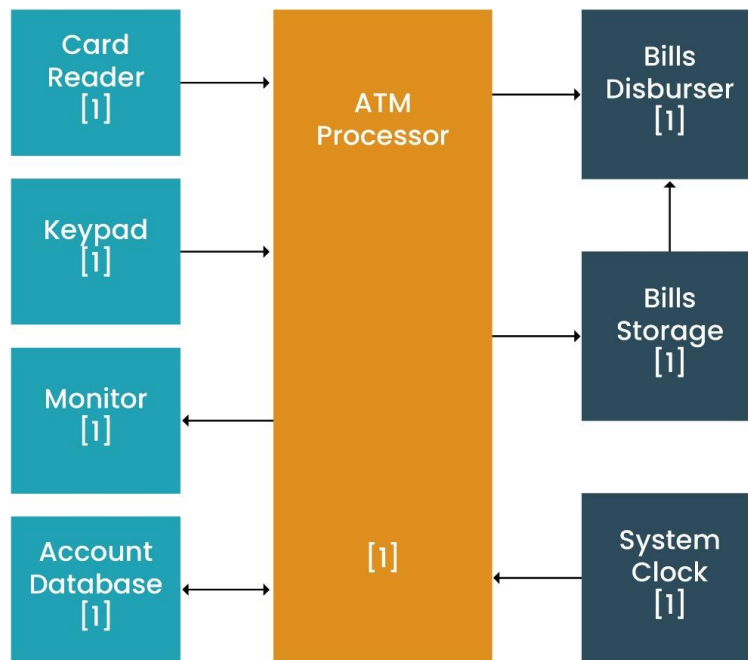 Card
Reader
[1]
Keypad
[1]
Monitor
[1]
Account
Database
[1]
ATM
Processor
[1]
Bills
Disburser
[1]
Bills
Storage
[1]
System
Clock
[1]